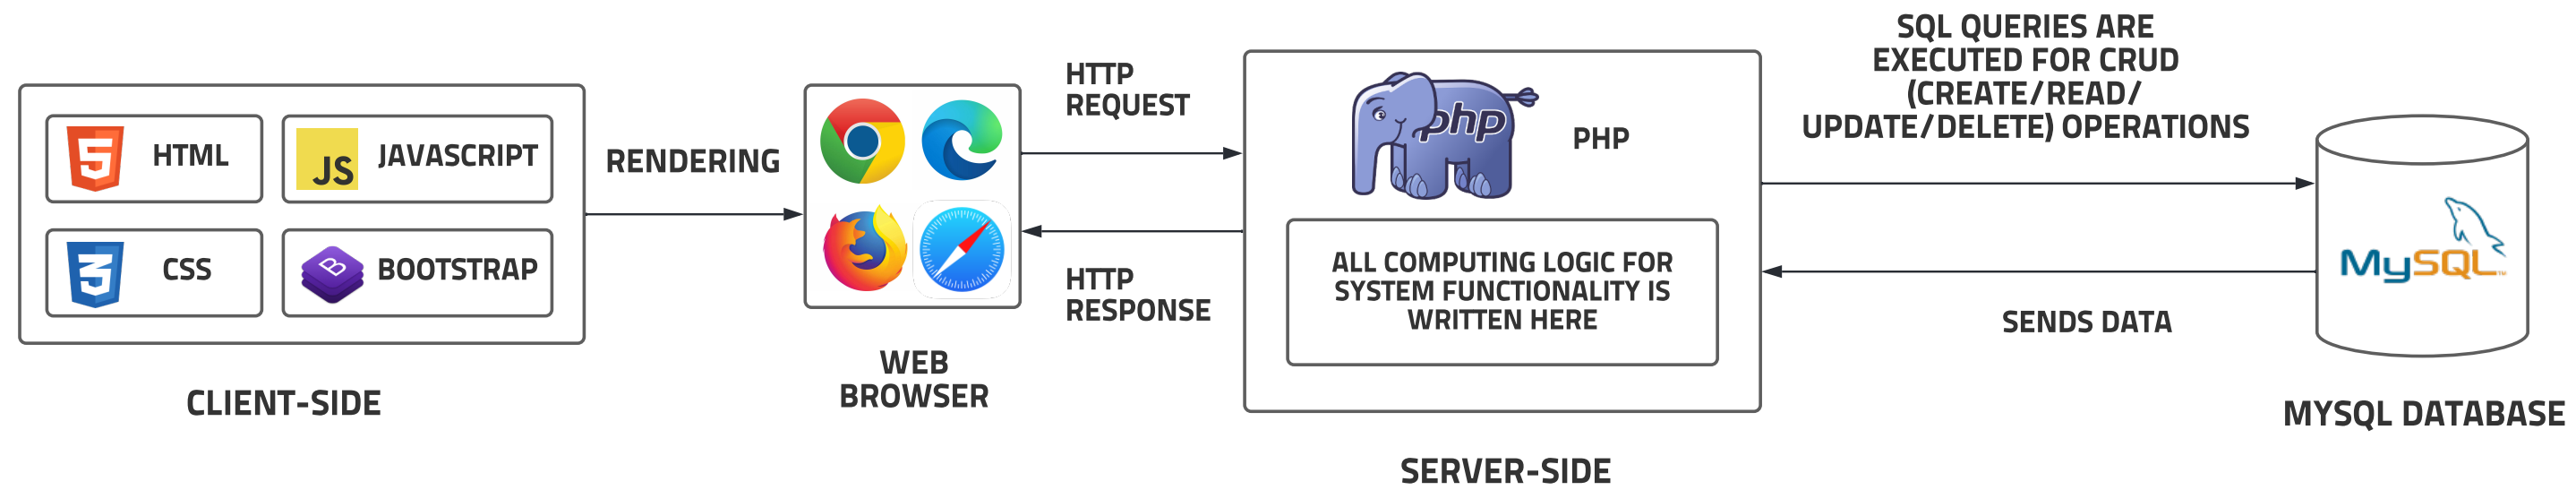 HTML
JS
JAVASCRIPT
CSS
B
BOOTSTRAP
CLIENT-SIDE
RENDERING
WEB
BROWSER
HTTP
REQUEST
HTTP
RESPONSE
php
PHP
ALL COMPUTING LOGIC FOR
SYSTEM FUNCTIONALITY IS
WRITTEN HERE
SERVER-SIDE
SQL QUERIES ARE
EXECUTED FOR CRUD
(CREATE/READ/
UPDATE/DELETE) OPERATIONS
SENDS DATA
MySQL™
MYSQL DATABASE